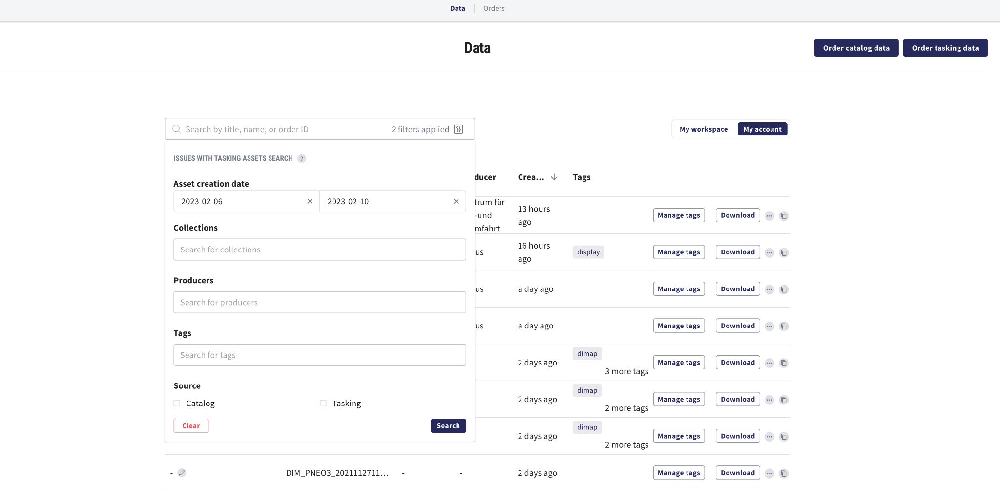 Data
Orders
Data
Order catalog data
Order tasking data
Search by title, name, or order ID
2 filters applied
My workspace
My account
ISSUES WITH TASKING ASSETS SEARCH ?
Asset creation date
2023-02-06
2023-02-10
Collections
Search for collections
Producers
Search for producers
Tags
Search for tags
Source
Catalog
Tasking
Clear
Search
ducer
Crea...
Tags
trum für
-und
mfahrt
13 hours
ago
Manage tags
Download
us
16 hours
ago
display
Manage tags
Download
us
a day ago
Manage tags
Download
us
a day ago
Manage tags
Download
2 days ago
dimap
3 more tags
Manage tags
Download
2 days ago
dimap
2 more tags
Manage tags
Download
2 days ago
dimap
2 more tags
Manage tags
Download
-
DIM_PNEO3_2021112711...
-
-
2 days ago
Manage tags
Download